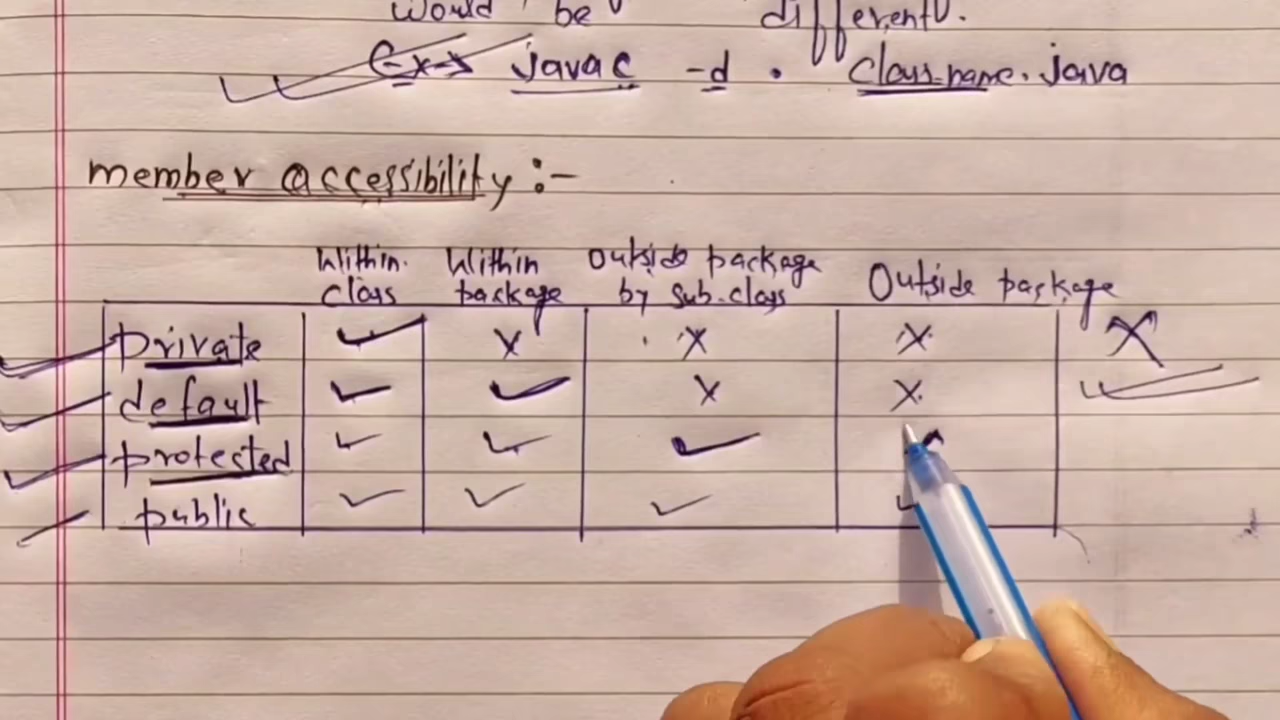 would be different.
Ex→ javac -d . Class-name.java
member accessibility :-
Within class Within package Outside package by sub-class Outside package
private ✓ X X X X
default ✓ ✓ X X ✓
protected ✓ ✓ ✓
public ✓ ✓ ✓ ✓